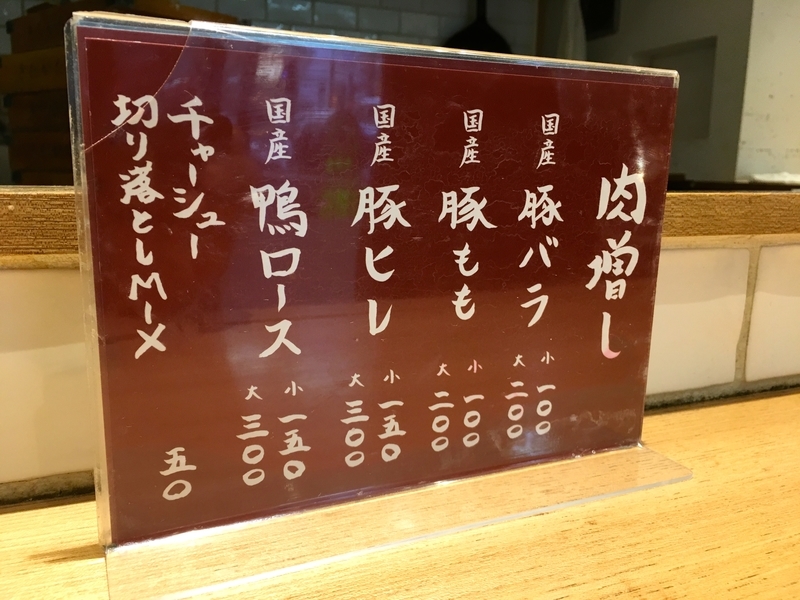 肉増し
国産 豚バラ 小 一〇〇
大 二〇〇
国産 豚もも 小 一〇〇
大 二〇〇
国産 豚ヒレ 小 一五〇
大 三〇〇
国産 鴨ロース 小 一五〇
大 三〇〇
チャーシュー
切り落としMIX 五〇